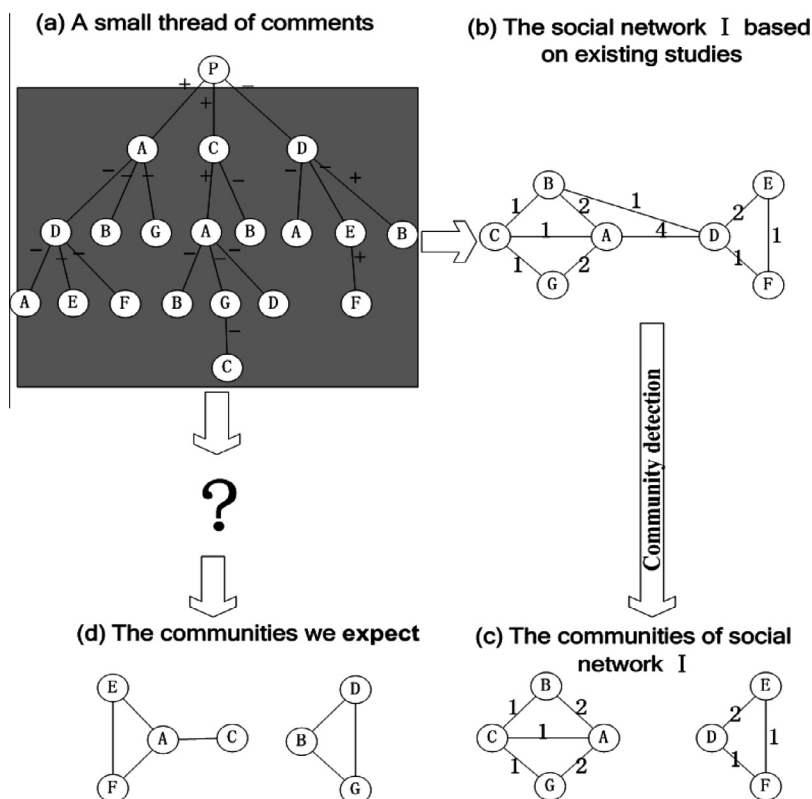 (a) A small thread of comments
(b) The social network I based
on existing studies
P
+ + −
A C D
− − − + − − − +
D B G A B A E B
− − − − − − +
A E F B G D F
−
C
B E
1 2 1 2
C 1 A 4 D 1
1 2 1
G F
?
Community detection
(d) The communities we expect
(c) The communities of social
network I
E D
A C B
F G
B E
1 2 2
C 1 A D 1
1 2 1
G F